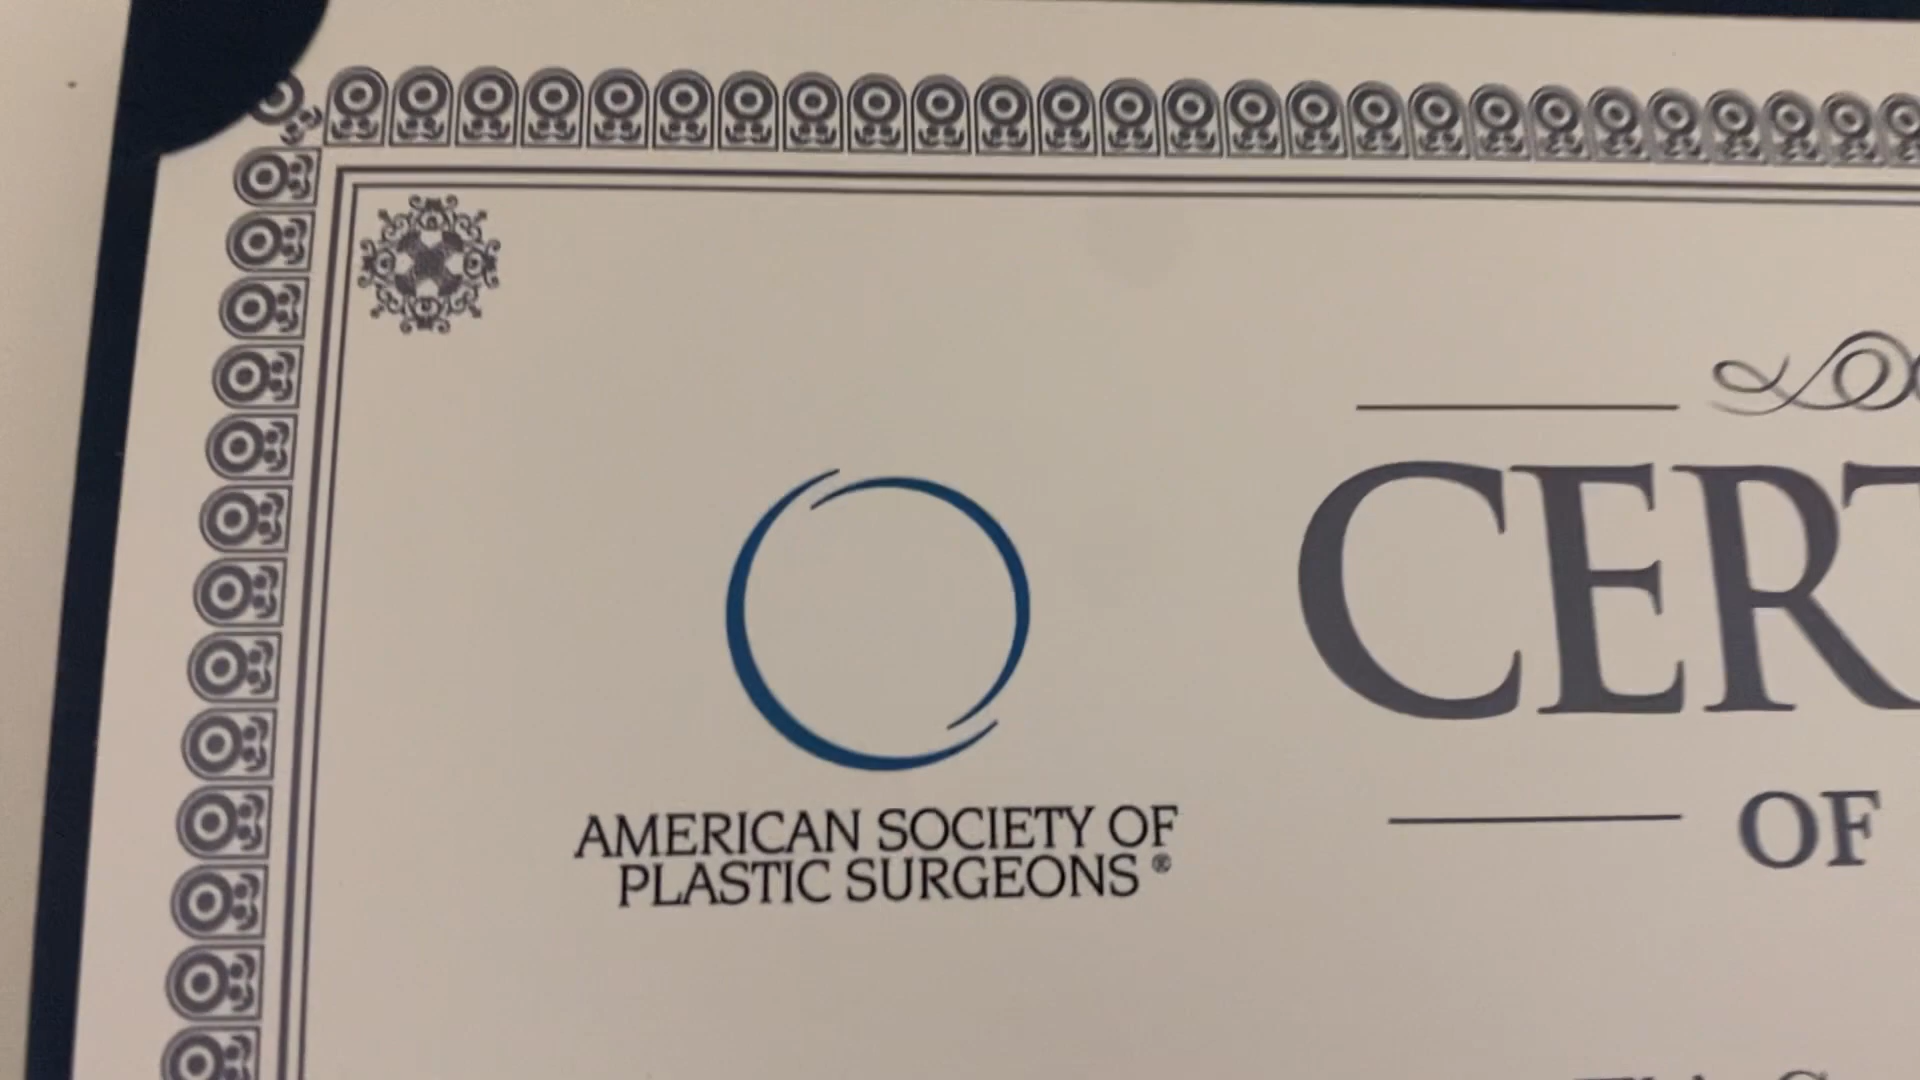 CERT
OF
AMERICAN SOCIETY OF
PLASTIC SURGEONS ®